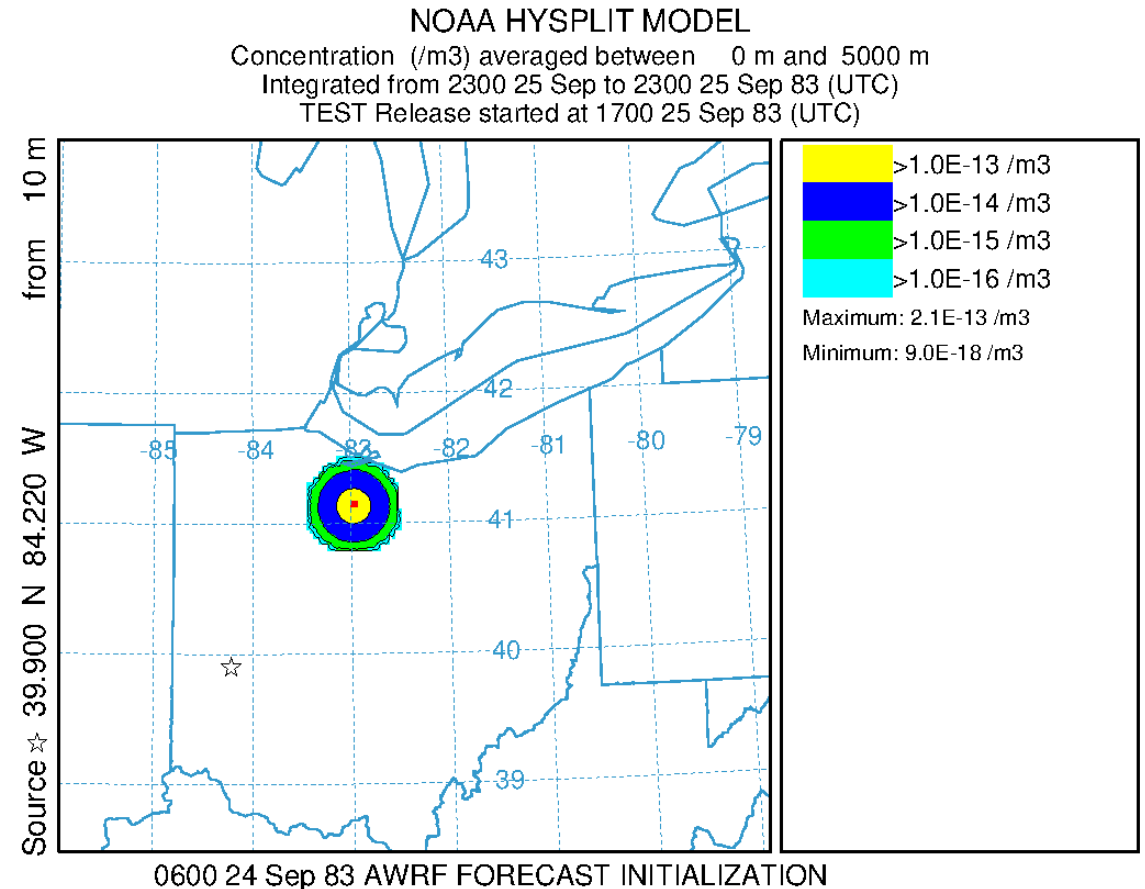 NOAA HYSPLIT MODEL
Concentration (/m3) averaged between 0 m and 5000 m
Integrated from 2300 25 Sep to 2300 25 Sep 83 (UTC)
TEST Release started at 1700 25 Sep 83 (UTC)
Source ☆ 39.900 N 84.220 W from 10 m
>1.0E-13 /m3
>1.0E-14 /m3
>1.0E-15 /m3
>1.0E-16 /m3
Maximum: 2.1E-13 /m3
Minimum: 9.0E-18 /m3
43
42
-85 -84 -83 -82 -81 -80 -79
41
40
39
0600 24 Sep 83 AWRF FORECAST INITIALIZATION